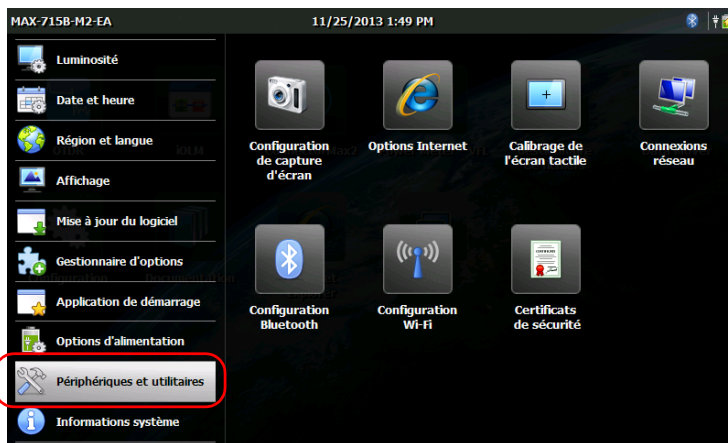 MAX-715B-M2-EA
11/25/2013 1:49 PM
Luminosité
Date et heure
Région et langue
Affichage
Mise à jour du logiciel
Gestionnaire d'options
Application de démarrage
Options d'alimentation
Périphériques et utilitaires
Informations système
Configuration
de capture
d'écran
Options Internet
Calibrage de
l'écran tactile
Connexions
réseau
Configuration
Bluetooth
Configuration
Wi-Fi
Certificats
de sécurité